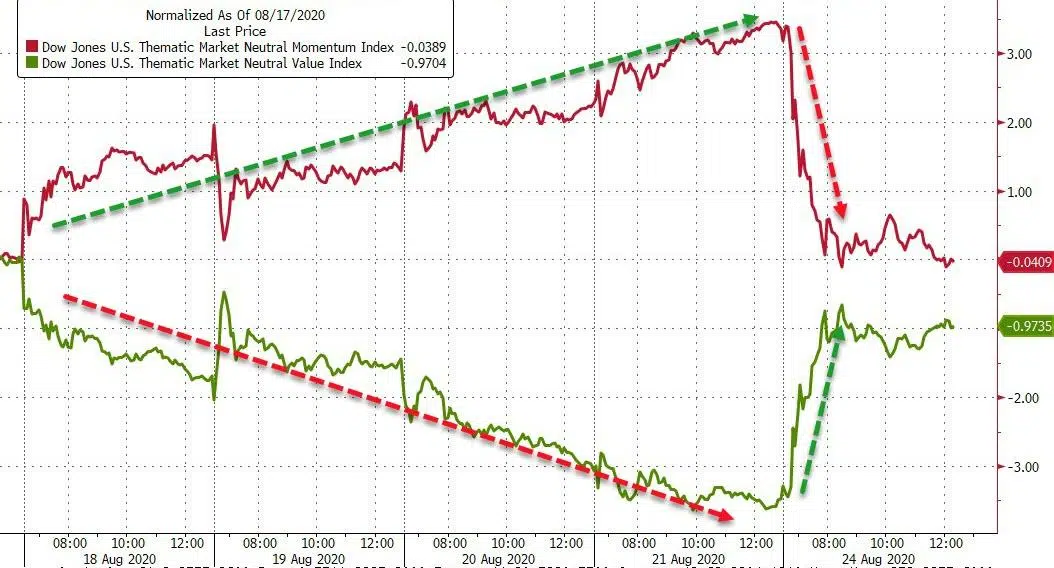 Normalized As Of 08/17/2020
Last Price
Dow Jones U.S. Thematic Market Neutral Momentum Index -0.0389
Dow Jones U.S. Thematic Market Neutral Value Index -0.9704
3.00
2.00
1.00
-0.0409
-0.9735
-2.00
-3.00
08:00 10:00 12:00 08:00 10:00 12:00 08:00 10:00 12:00 08:00 10:00 12:00 08:00 10:00 12:00
18 Aug 2020 19 Aug 2020 20 Aug 2020 21 Aug 2020 24 Aug 2020